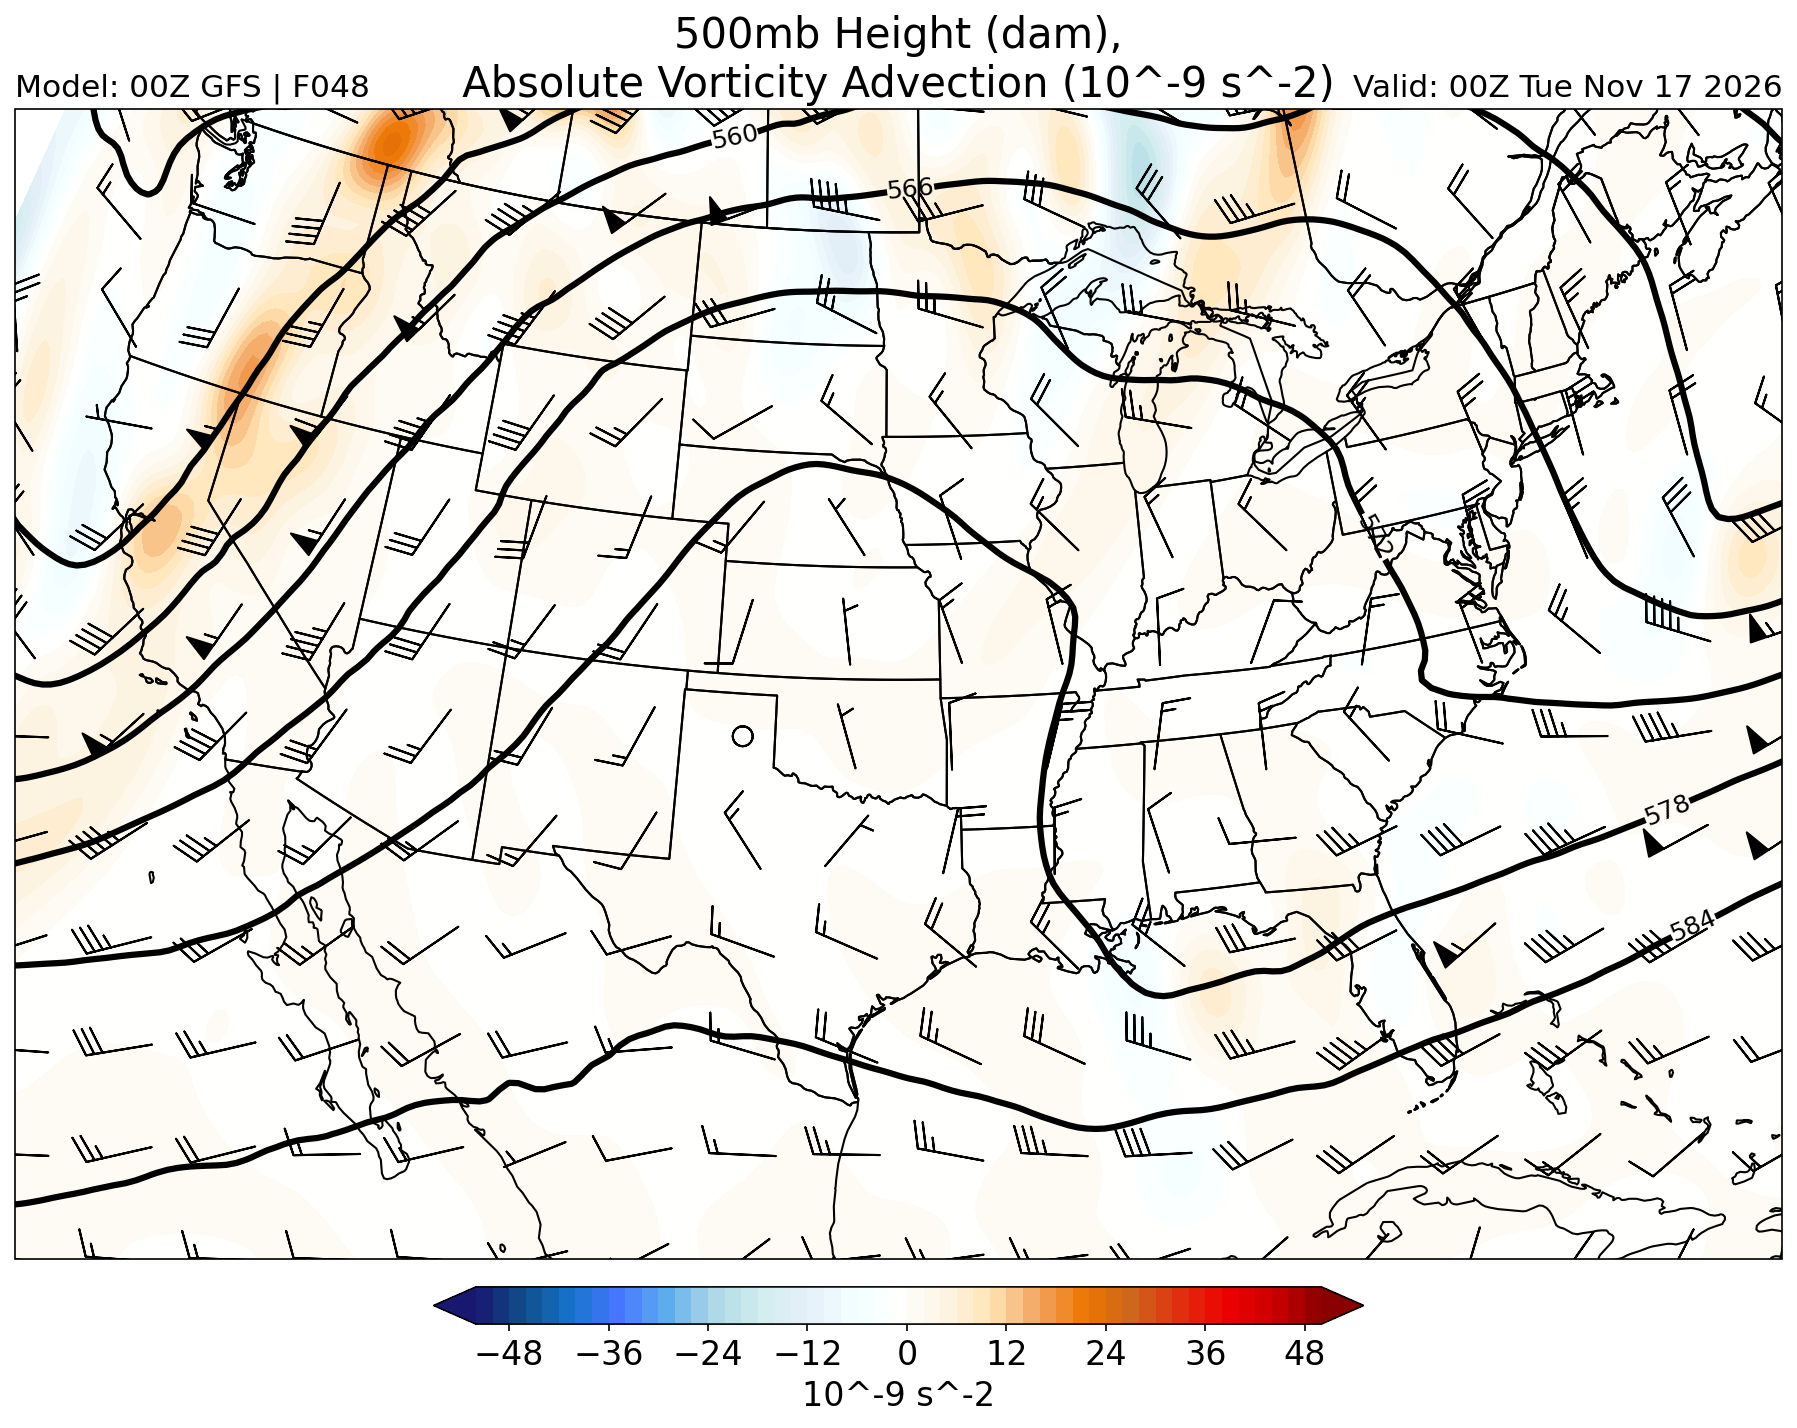 500mb Height (dam),
Model: 00Z GFS | F048
Absolute Vorticity Advection (10^-9 s^-2)
Valid: 00Z Tue Nov 17 2026
560
566
572
578
584
−48 −36 −24 −12 0 12 24 36 48
10^-9 s^-2